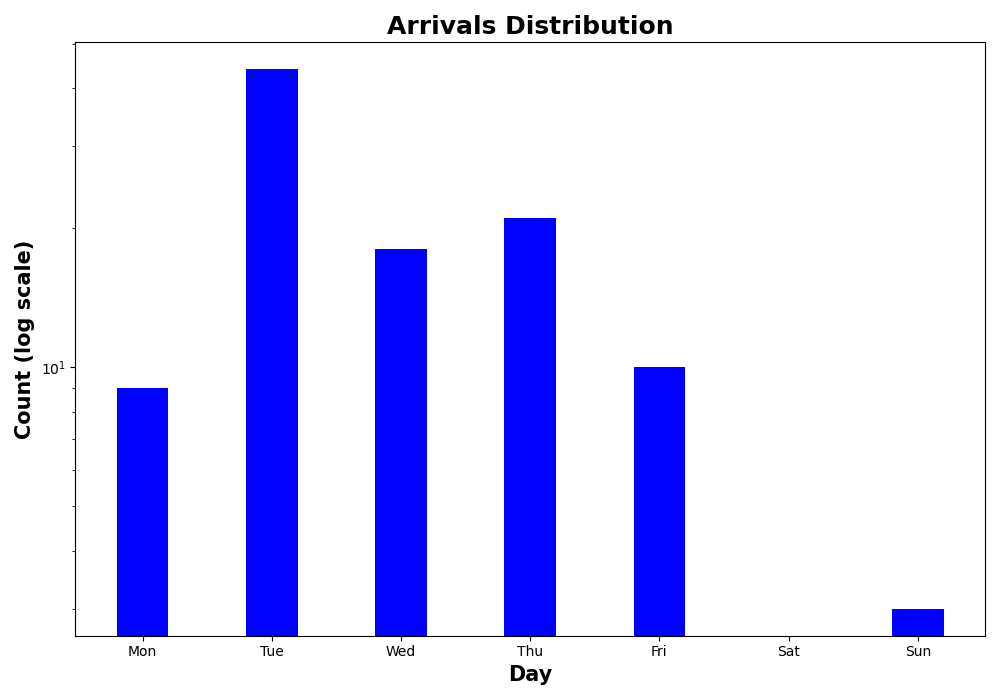 Arrivals Distribution
Count (log scale)
10¹
Mon Tue Wed Thu Fri Sat Sun
Day